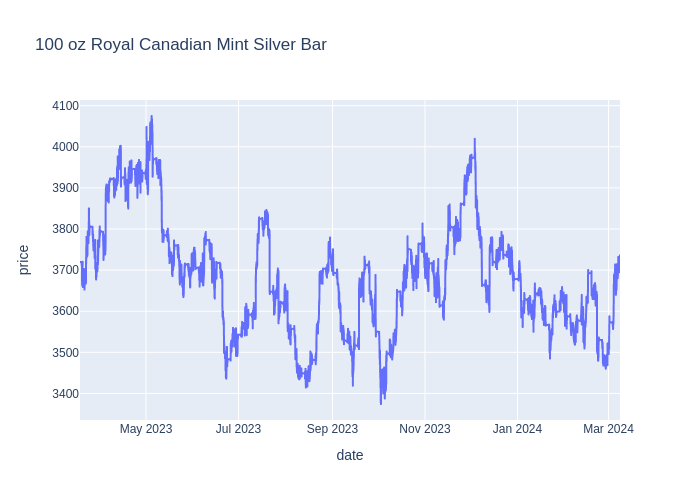 100 oz Royal Canadian Mint Silver Bar
4100
4000
3900
3800
3700
3600
3500
3400
price
May 2023 Jul 2023 Sep 2023 Nov 2023 Jan 2024 Mar 2024
date